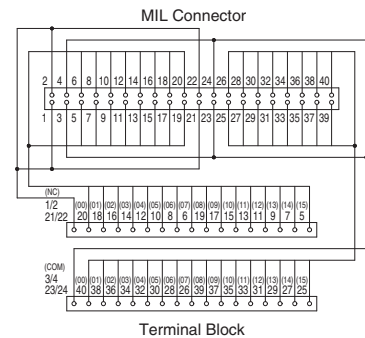 MIL Connector
2 4 6 8 10 12 14 16 18 20 22 24 26 28 30 32 34 36 38 40
1 3 5 7 9 11 13 15 17 19 21 23 25 27 29 31 33 35 37 39
(NC)
1/2 (00) (01) (02) (03) (04) (05) (06) (07) (08) (09) (10) (11) (12) (13) (14) (15)
21/22 20 18 16 14 12 10 8 6 19 17 15 13 11 9 7 5
(COM)
3/4 (00) (01) (02) (03) (04) (05) (06) (07) (08) (09) (10) (11) (12) (13) (14) (15)
23/24 40 38 36 34 32 30 28 26 39 37 35 33 31 29 27 25
Terminal Block